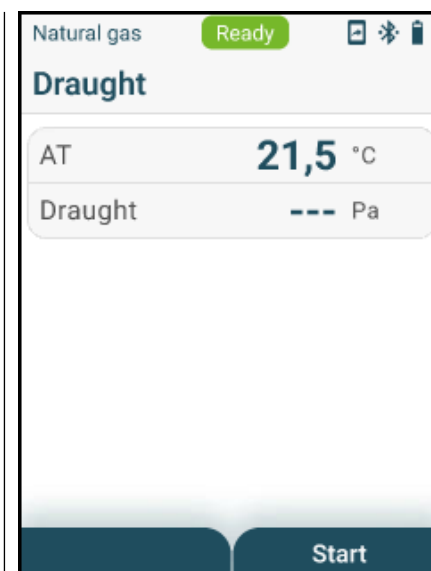 Natural gas Ready
Draught
AT 21,5 °C
Draught --- Pa
Start